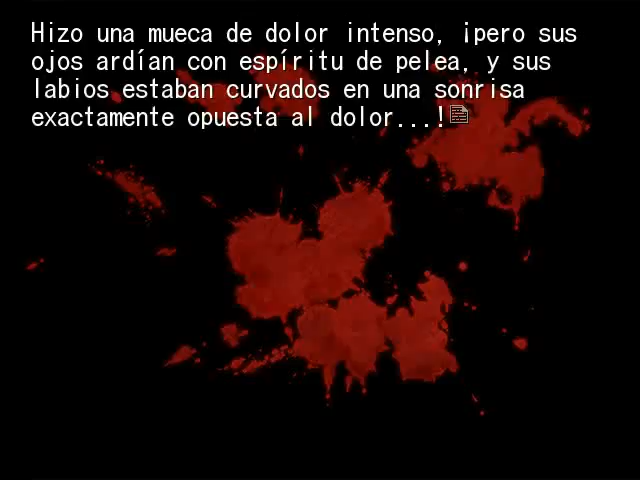 Hizo una mueca de dolor intenso, ¡pero sus
ojos ardían con espíritu de pelea, y sus
labios estaban curvados en una sonrisa
exactamente opuesta al dolor...!